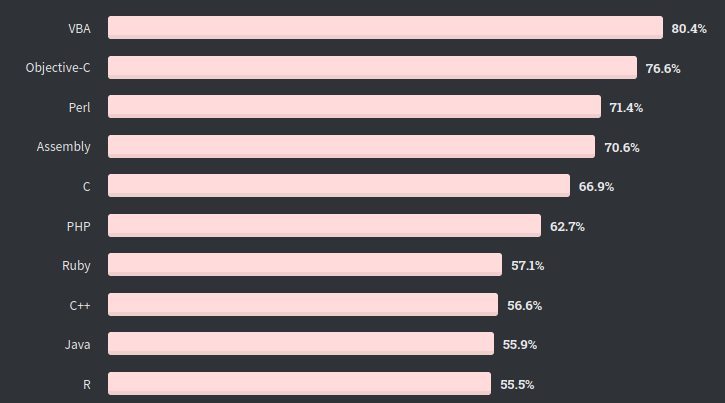 VBA 80.4%
Objective-C 76.6%
Perl 71.4%
Assembly 70.6%
C 66.9%
PHP 62.7%
Ruby 57.1%
C++ 56.6%
Java 55.9%
R 55.5%